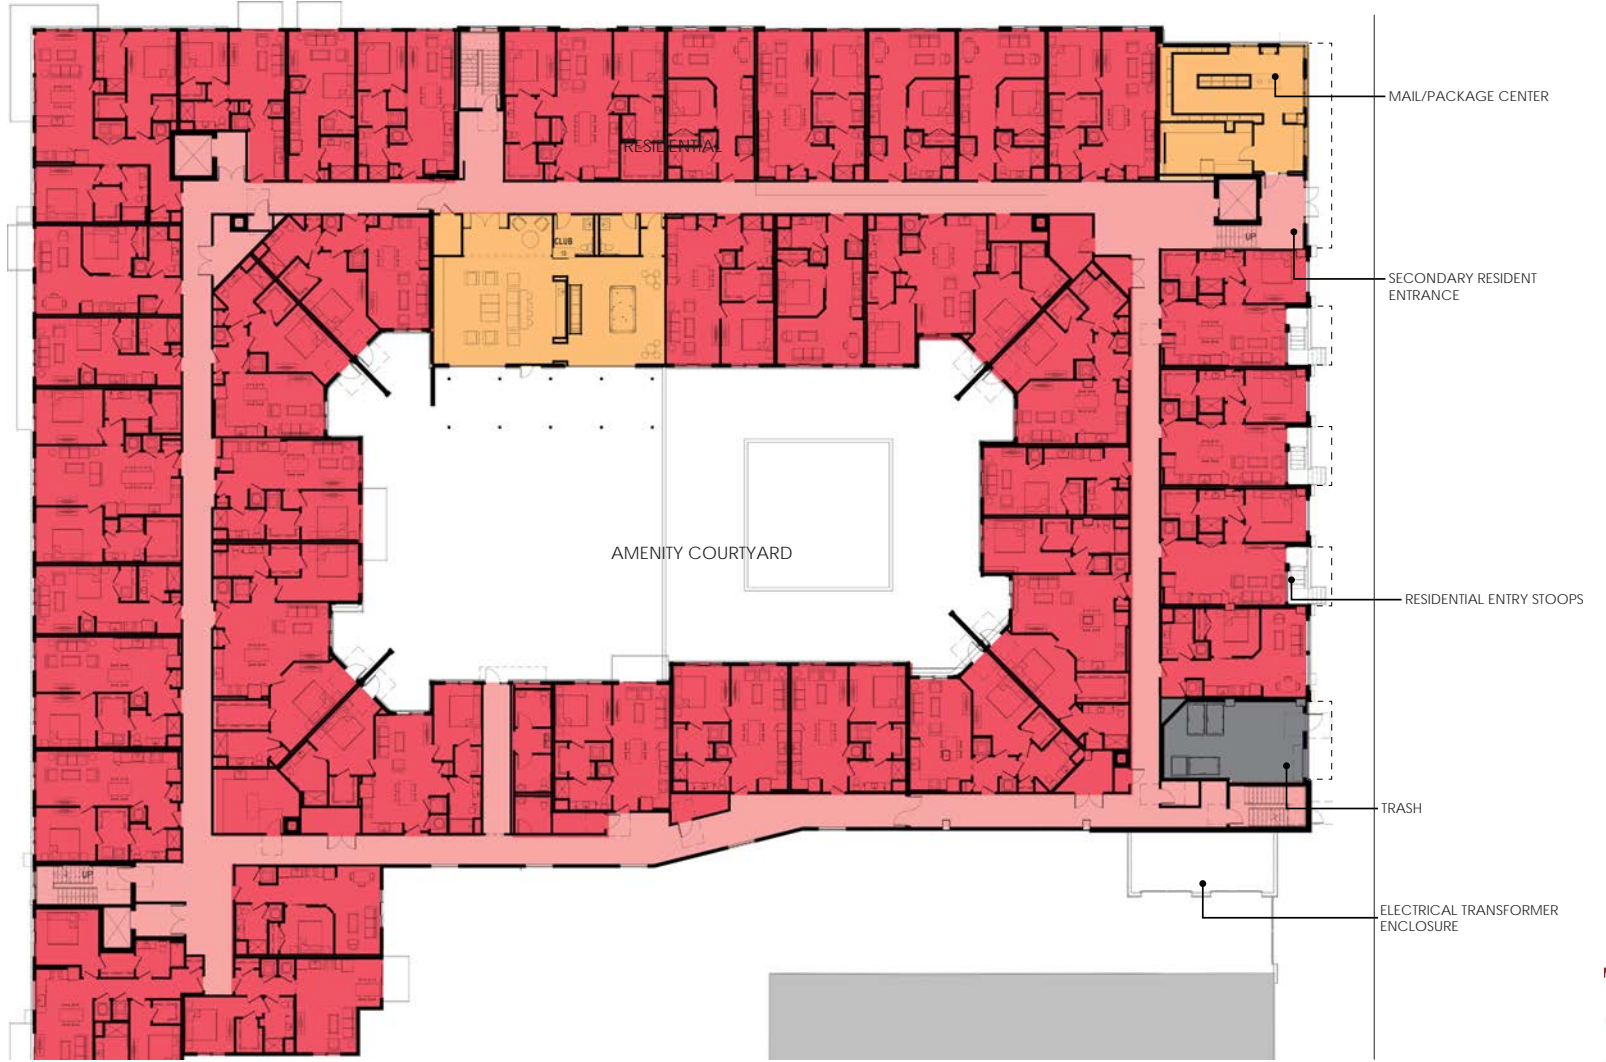 MAIL/PACKAGE CENTER
RESIDENTIAL
UP
CLUB
SECONDARY RESIDENT
ENTRANCE
AMENITY COURTYARD
RESIDENTIAL ENTRY STOOPS
TRASH
UP
ELECTRICAL TRANSFORMER
ENCLOSURE